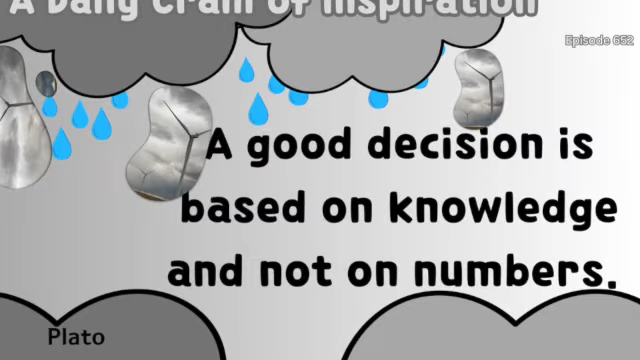 A Daily Cram of Inspiration
Episode 652
A good decision is
based on knowledge
and not on numbers.
Plato